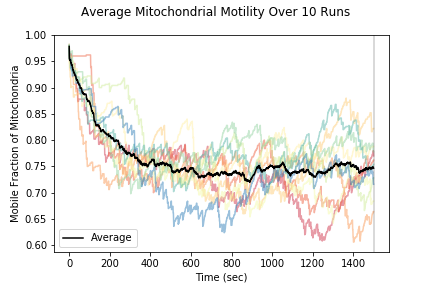 Average Mitochondrial Motility Over 10 Runs
Mobile Fraction of Mitochondria
1.00
0.95
0.90
0.85
0.80
0.75
0.70
0.65
0.60
Average
0 200 400 600 800 1000 1200 1400
Time (sec)